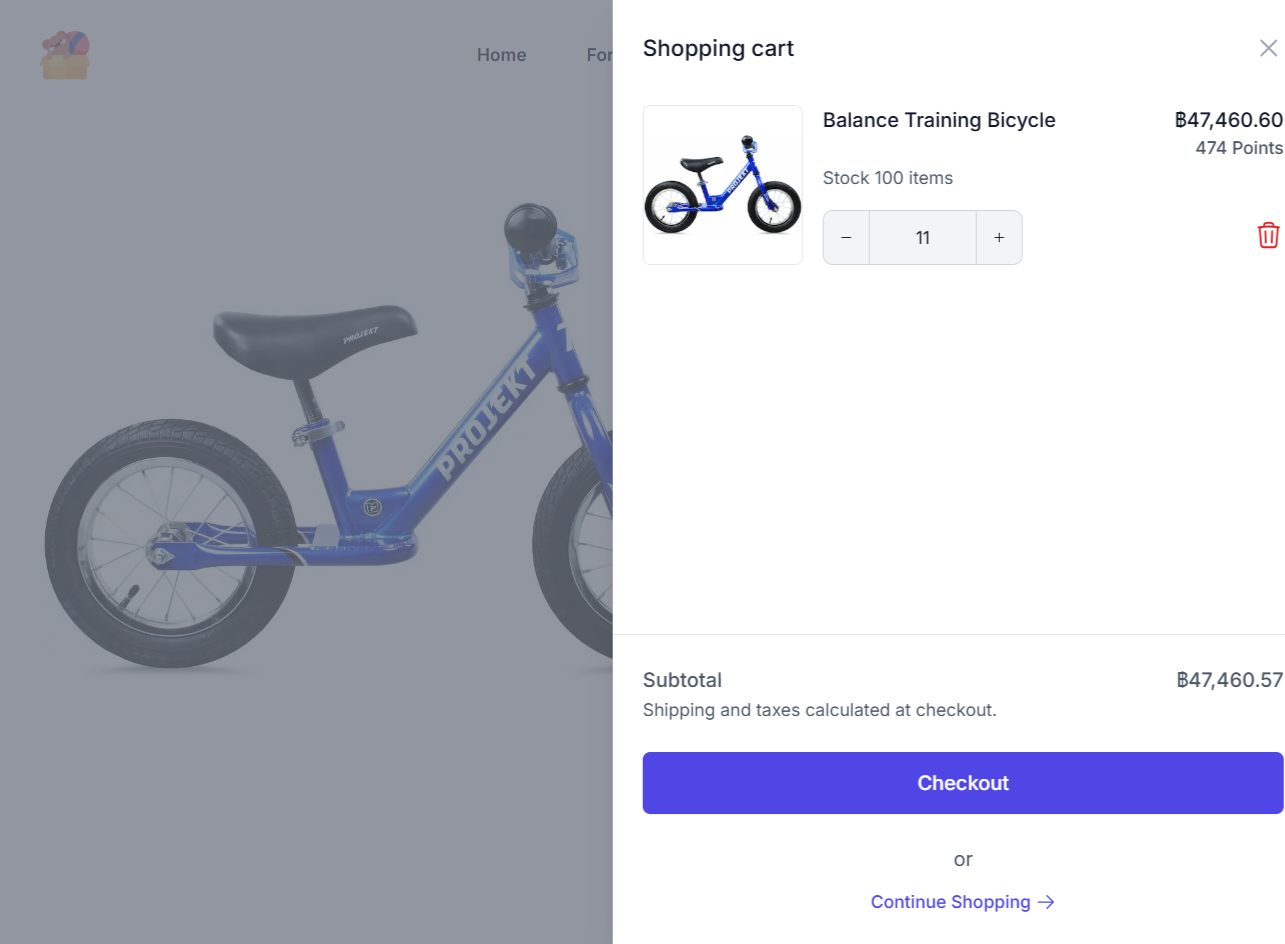 Home
For
PROJEKT
PROJEKT
Shopping cart
Balance Training Bicycle
฿47,460.60
474 Points
Stock 100 items
PROJEKT
− 11 +
Subtotal
฿47,460.57
Shipping and taxes calculated at checkout.
Checkout
or
Continue Shopping →